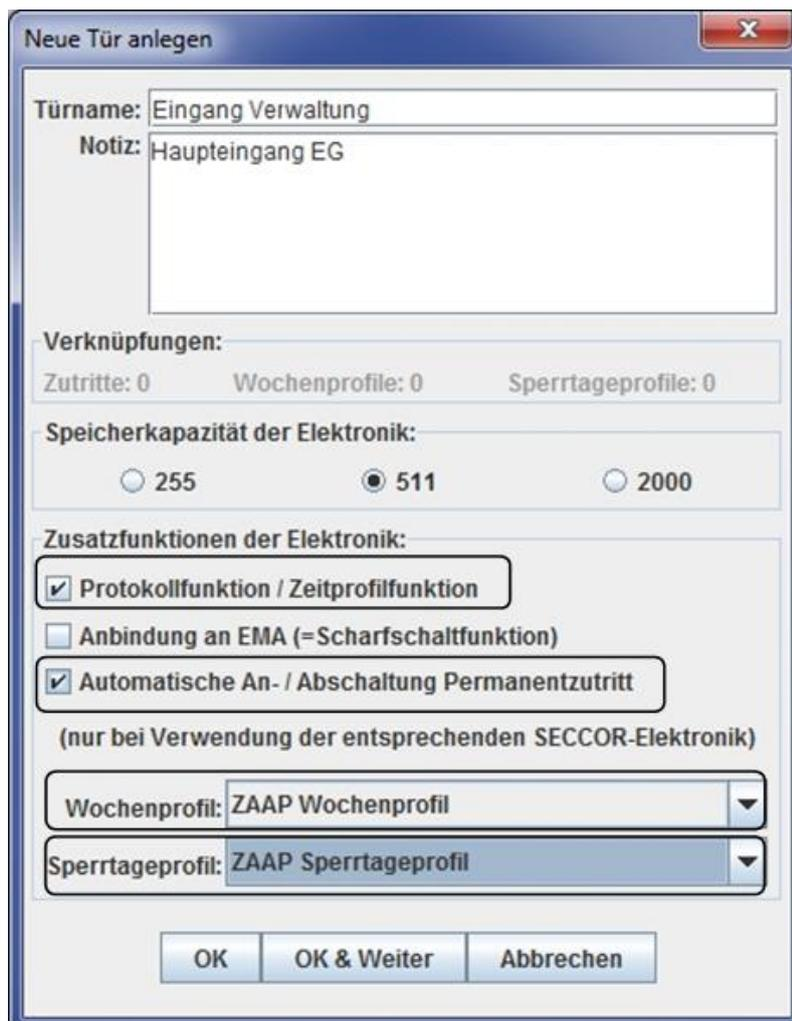 Neue Tür anlegen
Türname: Eingang Verwaltung
Notiz: Haupteingang EG
Verknüpfungen:
Zutritte: 0 Wochenprofile: 0 Sperrtageprofile: 0
Speicherkapazität der Elektronik:
255 511 2000
Zusatzfunktionen der Elektronik:
Protokollfunktion / Zeitprofilfunktion
Anbindung an EMA (=Scharfschaltfunktion)
Automatische An- / Abschaltung Permanentzutritt
(nur bei Verwendung der entsprechenden SECCOR-Elektronik)
Wochenprofil: ZAAP Wochenprofil
Sperrtageprofil: ZAAP Sperrtageprofil
OK OK & Weiter Abbrechen